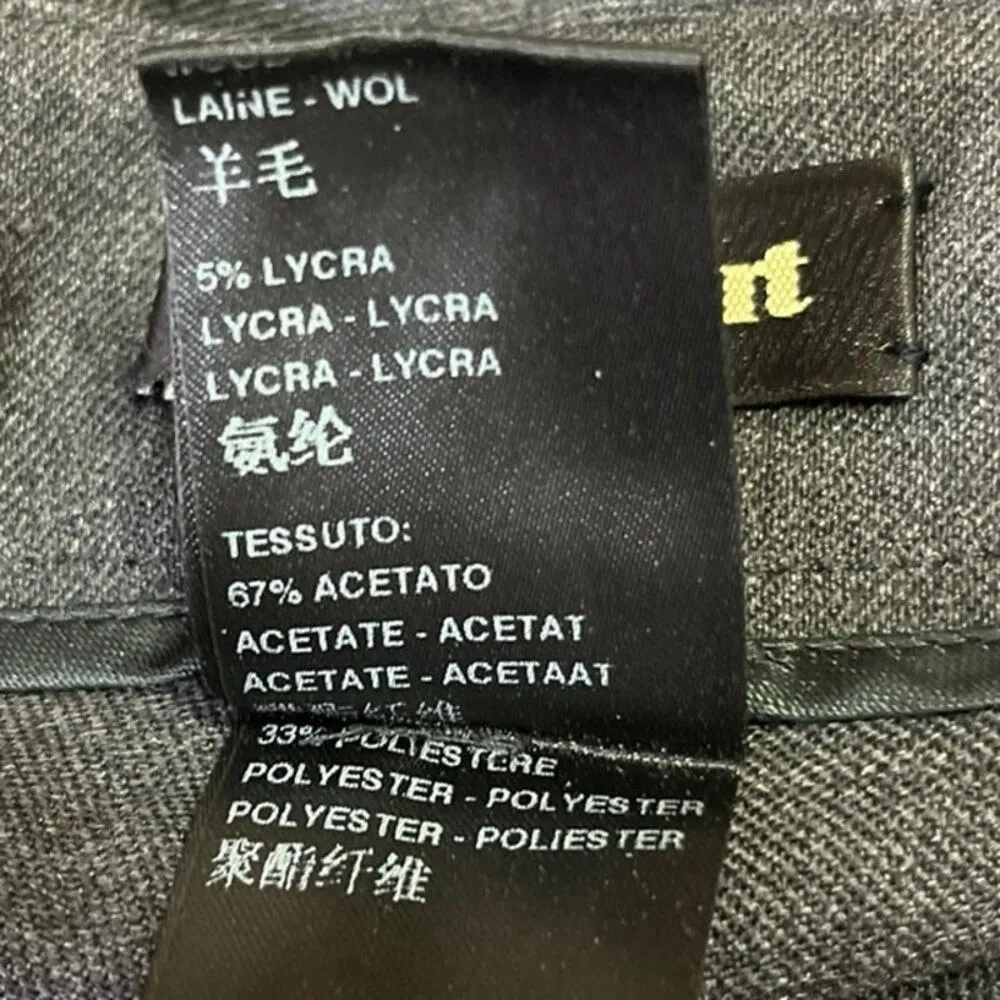 LAINE - WOL
羊毛
5% LYCRA
LYCRA - LYCRA
LYCRA - LYCRA
氨纶
TESSUTO:
67% ACETATO
ACETATE - ACETAT
ACETATE - ACETAAT
33% POLIESTERE
POLYESTER - POLYESTER
POLYESTER - POLIESTER
聚酯纤维
rt